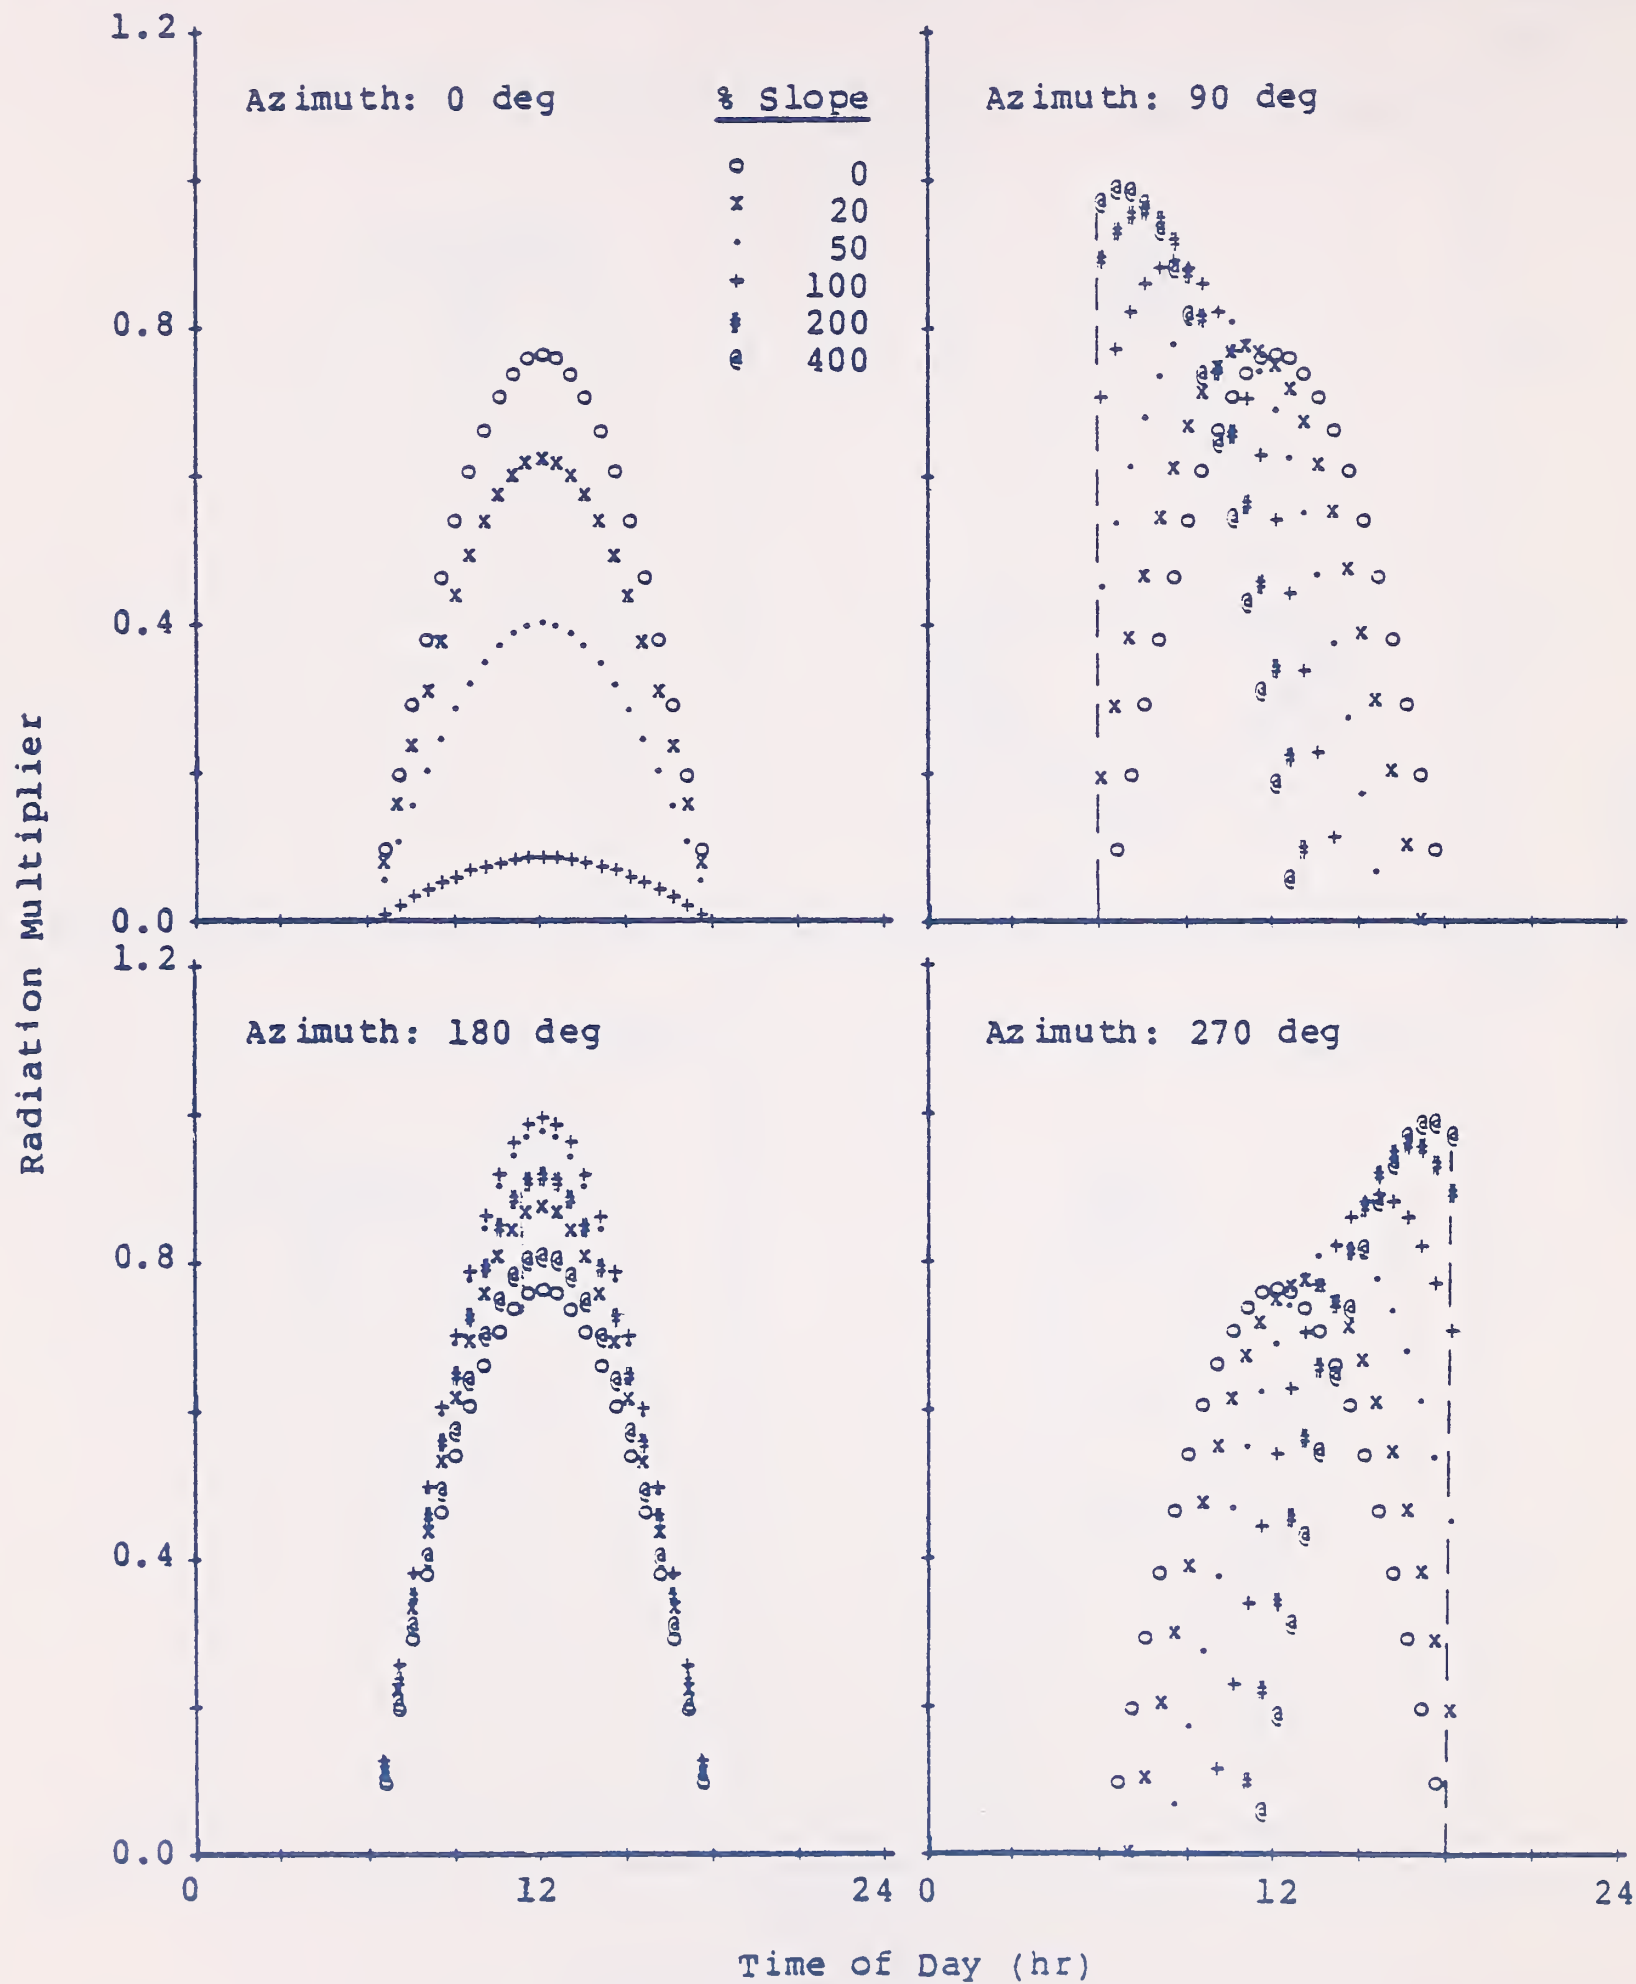 1.2
Azimuth: 0 deg
% Slope
o 0
x 20
. 50
+ 100
‡ 200
@ 400
Azimuth: 90 deg
0.8
0.4
0.0
1.2
Azimuth: 180 deg
Azimuth: 270 deg
0.8
0.4
0.0
0 12 24 0 12 24
Time of Day (hr)
Radiation Multiplier